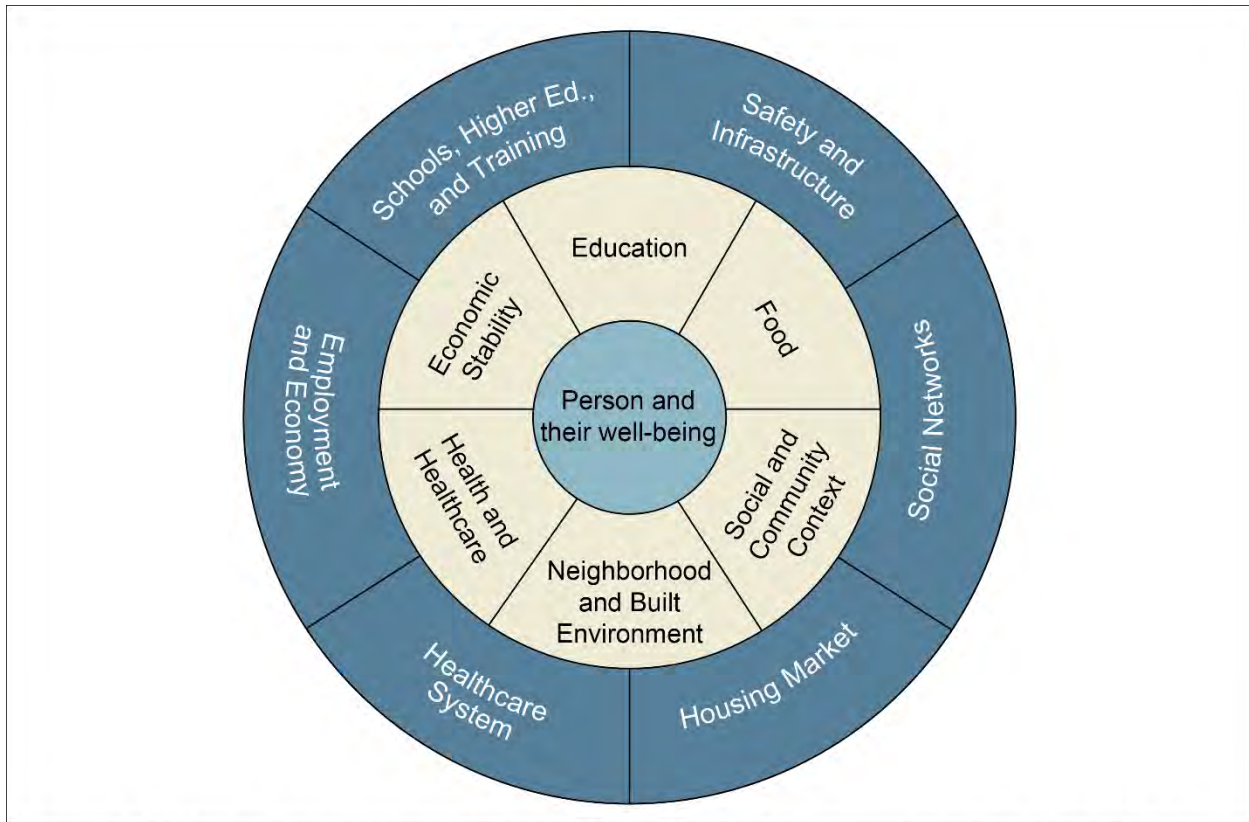 Schools, Higher Ed.,
and Training
Safety and
Infrastructure
Employment
and Economy
Social Networks
Healthcare
System
Housing Market
Education
Economic
Stability
Food
Person and
their well-being
Health and
Healthcare
Social and
Community
Context
Neighborhood
and Built
Environment